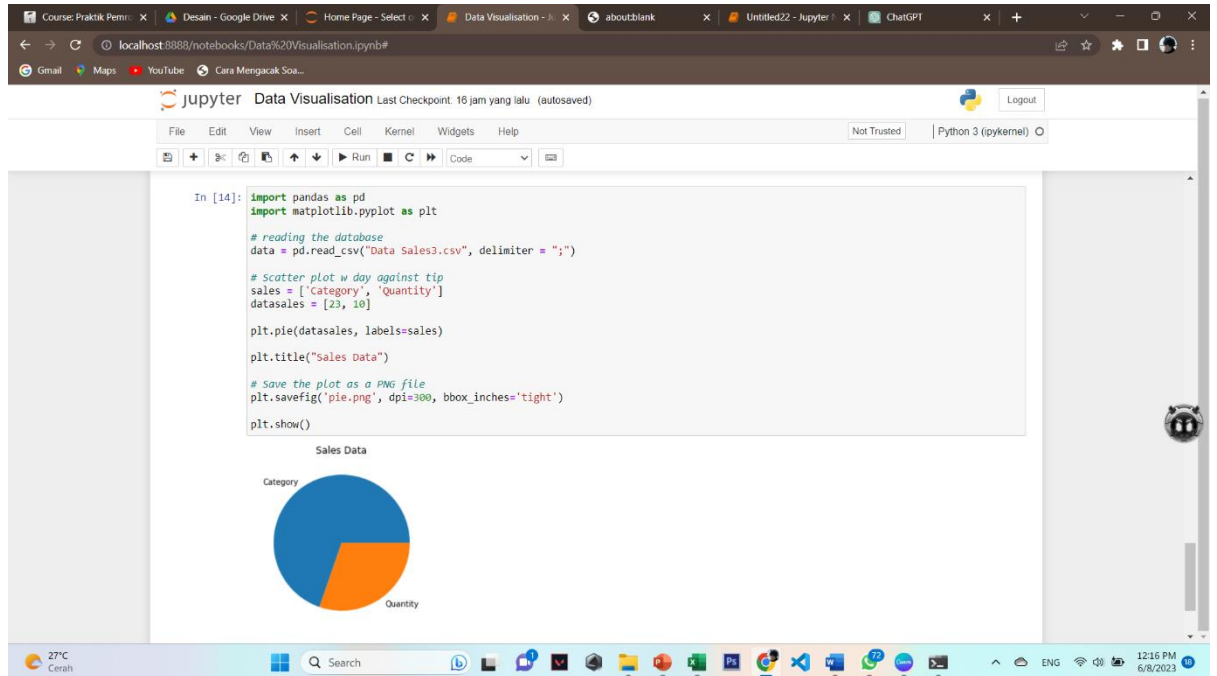 Course: Praktik Pemro
Desain - Google Drive
Home Page - Select o
Data Visualisation - Ju
about:blank
Untitled22 - Jupyter N
ChatGPT
localhost:8888/notebooks/Data%20Visualisation.ipynb#
Gmail Maps YouTube Cara Mengacak Soa...
jupyter Data Visualisation Last Checkpoint: 16 jam yang lalu (autosaved)
Logout
File Edit View Insert Cell Kernel Widgets Help
Not Trusted Python 3 (ipykernel)
Run Code
In [14]: import pandas as pd
import matplotlib.pyplot as plt
# reading the database
data = pd.read_csv("Data Sales3.csv", delimiter = ";")
# Scatter plot w day against tip
sales = ['Category', 'Quantity']
datasales = [23, 10]
plt.pie(datasales, labels=sales)
plt.title("Sales Data")
# Save the plot as a PNG file
plt.savefig('pie.png', dpi=300, bbox_inches='tight')
plt.show()
Sales Data
Category
Quantity
27°C
Cerah
Search
72
ENG
12:16 PM
6/8/2023
18